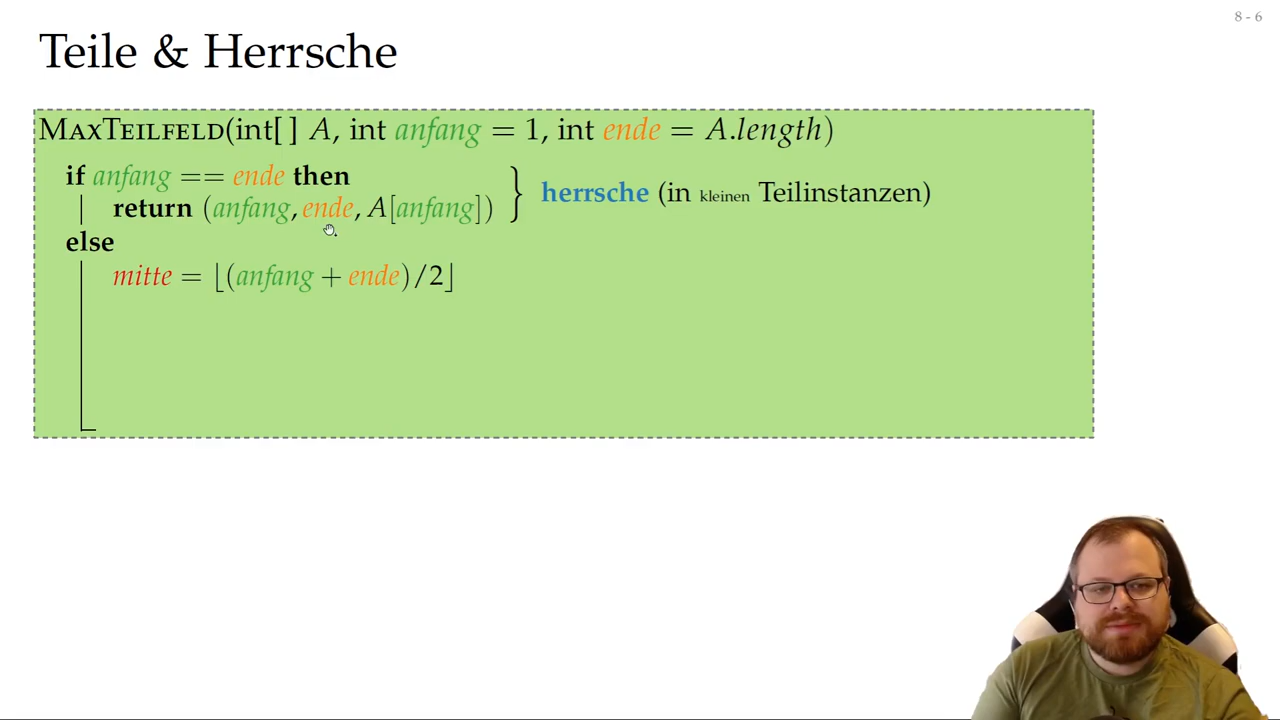 8 - 6
Teile & Herrsche
MaxTeilfeld(int[ ] A, int anfang = 1, int ende = A.length)
if anfang == ende then
return (anfang, ende, A[anfang])
herrsche (in kleinen Teilinstanzen)
else
mitte = ⌊(anfang + ende)/2⌋